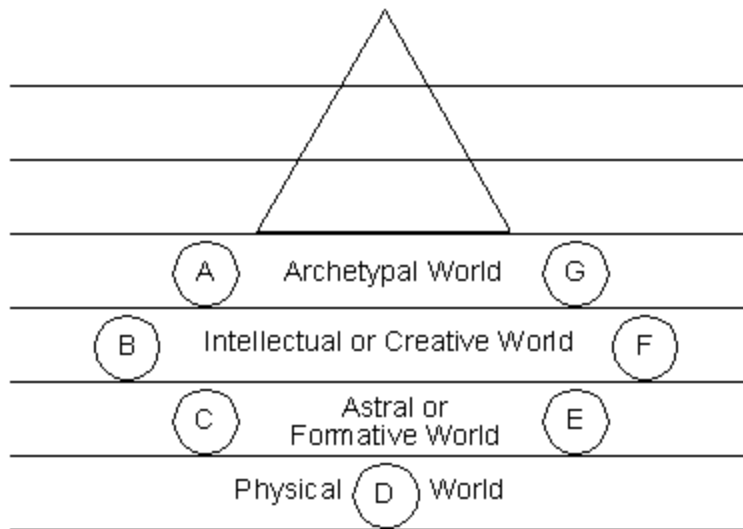 A Archetypal World G
B Intellectual or Creative World F
C Astral or E
Formative World
Physical D World